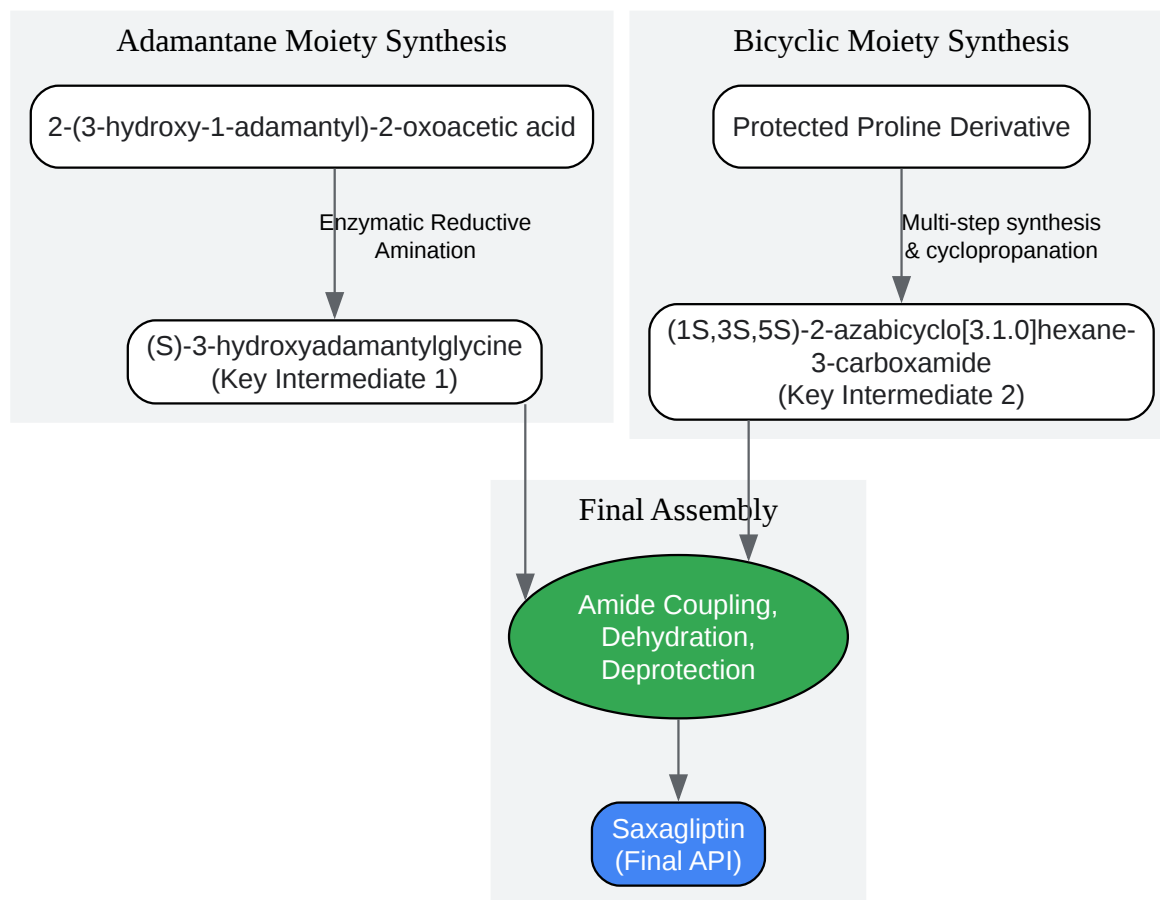 Adamantane Moiety Synthesis
2-(3-hydroxy-1-adamantyl)-2-oxoacetic acid
Enzymatic Reductive
Amination
(S)-3-hydroxyadamantylglycine
(Key Intermediate 1)
Bicyclic Moiety Synthesis
Protected Proline Derivative
Multi-step synthesis
& cyclopropanation
(1S,3S,5S)-2-azabicyclo[3.1.0]hexane-
3-carboxamide
(Key Intermediate 2)
Final Assembly
Amide Coupling,
Dehydration,
Deprotection
Saxagliptin
(Final API)